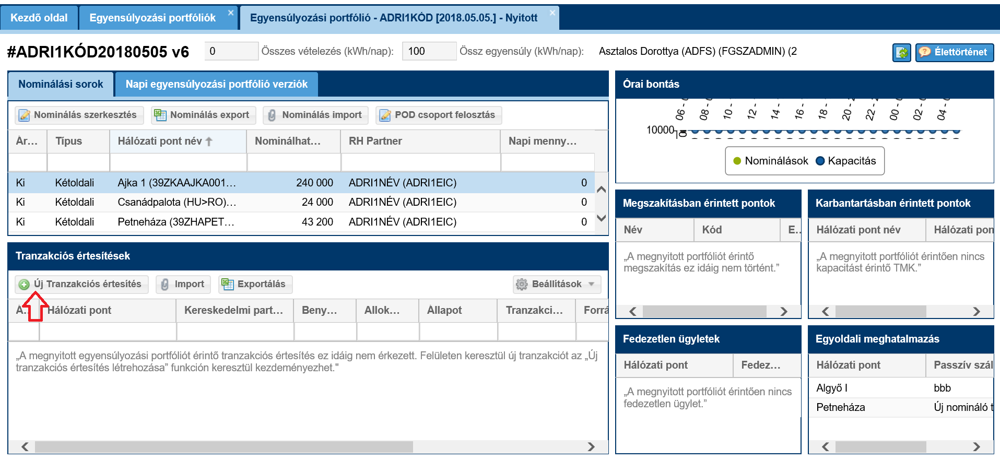 Kezdő oldal
Egyensúlyozási portfóliók
Egyensúlyozási portfólió - ADRI1KÓD [2018.05.05.] - Nyitott
#ADRI1KÓD20180505 v6
0
Összes vételezés (kWh/nap):
100
Össz egyensúly (kWh/nap):
Asztalos Dorottya (ADFS) (FGSZADMIN) (2
Élettörténet
Nominálási sorok
Napi egyensúlyozási portfólió verziók
Nominálás szerkesztés
Nominálás export
Nominálás import
POD csoport felosztás
Ár...
Típus
Hálózati pont név
Nominálhat...
RH Partner
Napi menny...
Ki Kétoldali Ajka 1 (39ZKAAJKA001... 240 000 ADRI1NÉV (ADRI1EIC) 0
Ki Kétoldali Csanádpalota (HU>RO)... 24 000 ADRI1NÉV (ADRI1EIC) 0
Ki Kétoldali Petneháza (39ZHAPET... 43 200 ADRI1NÉV (ADRI1EIC) 0
Tranzakciós értesítések
Új Tranzakciós értesítés
Import
Exportálás
Beállítások
Hálózati pont
Kereskedelmi part...
Beny...
Allok...
Állapot
Tranzakci...
Forrá
„A megnyitott egyensúlyozási portfóliót érintő tranzakciós értesítés ez idáig nem érkezett. Felületen keresztül új tranzakciót az „Új
tranzakciós értesítés létrehozása” funkción keresztül kezdeményezhet."
Órai bontás
06 -
08 -
10 -
12 -
14 -
16 -
18 -
20 -
22 -
00 -
02 -
04 -
10000
Nominálások
Kapacitás
Megszakításban érintett pontok
Név
Kód
E...
„A megnyitott portfóliót érintő
megszakítás ez idáig nem történt.”
Karbantartásban érintett pontok
Hálózati pont név
Hálózati pon
„A megnyitott portfóliót érintően nincs
kapacitást érintő TMK.”
Fedezetlen ügyletek
Hálózati pont
Fedez...
„A megnyitott portfóliót érintően nincs
fedezetlen ügylet.”
Egyoldali meghatalmazás
Hálózati pont
Passzív szál
Algyő I bbb
Petneháza Új nomináló t